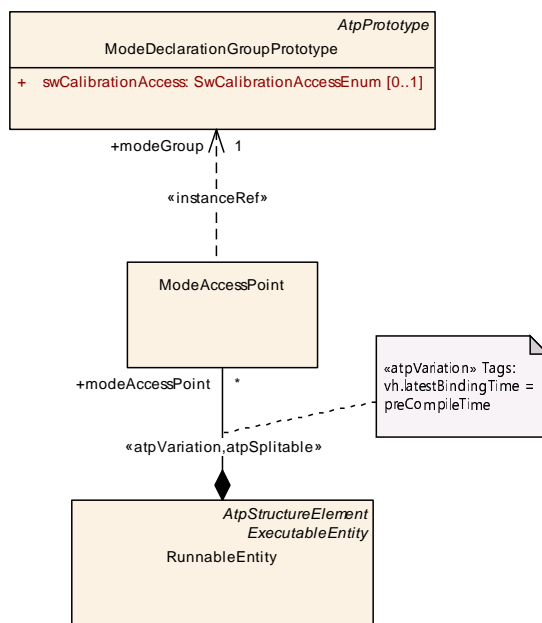 AtpPrototype
ModeDeclarationGroupPrototype
+ swCalibrationAccess: SwCalibrationAccessEnum [0..1]
+modeGroup 1
«instanceRef»
ModeAccessPoint
«atpVariation» Tags:
vh.latestBindingTime =
preCompileTime
+modeAccessPoint *
«atpVariation,atpSplitable»
AtpStructureElement
ExecutableEntity
RunnableEntity